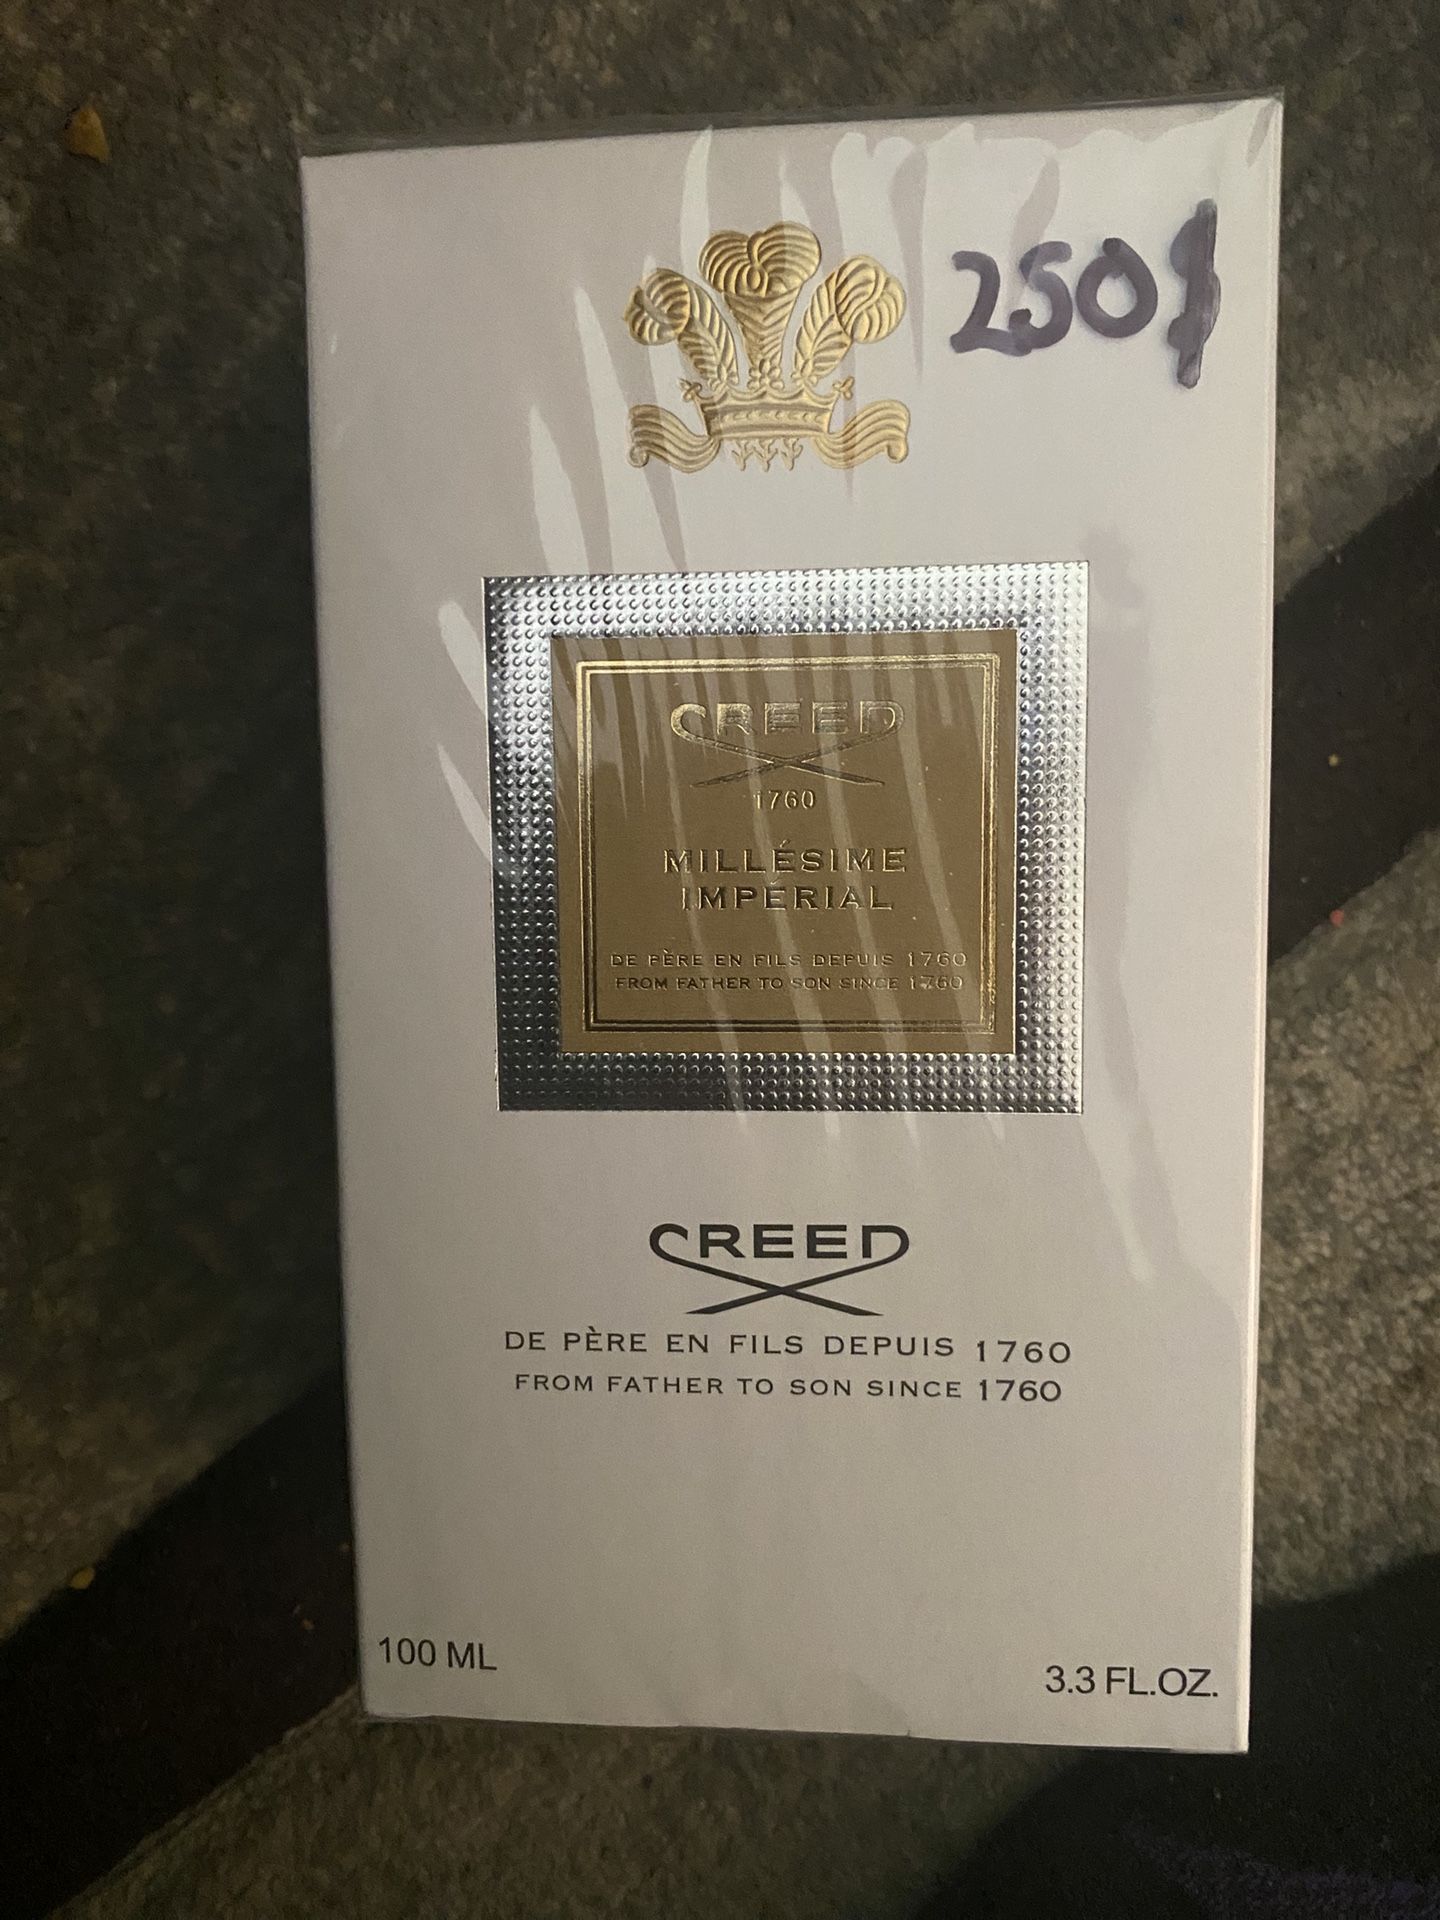 250$
CREED
1760
MILLÉSIME
IMPÉRIAL
DE PÈRE EN FILS DEPUIS 1760
FROM FATHER TO SON SINCE 1760
CREED
DE PÈRE EN FILS DEPUIS 1760
FROM FATHER TO SON SINCE 1760
100 ML
3.3 FL.OZ.